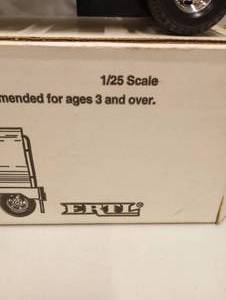 1/25 Scale
mended for ages 3 and over.
ERTL